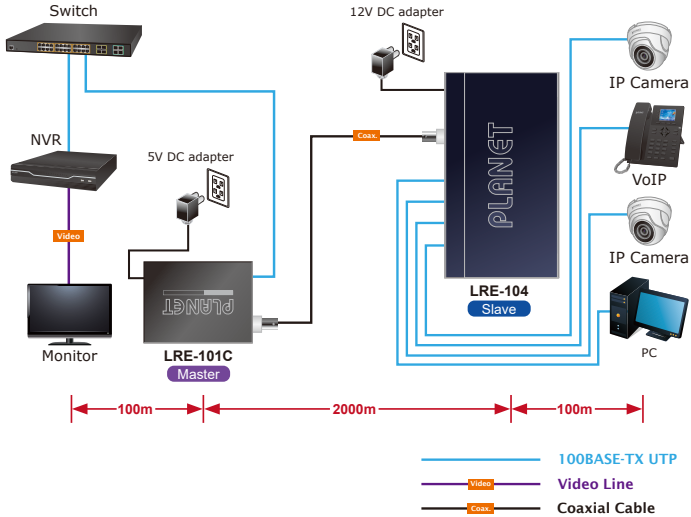 Switch
12V DC adapter
IP Camera
NVR
5V DC adapter
Coax.
PLANET
VoIP
Video
IP Camera
PLANET
LRE-104
Slave
Monitor
LRE-101C
Master
PC
100m
2000m
100m
100BASE-TX UTP
Video
Video Line
Coax.
Coaxial Cable